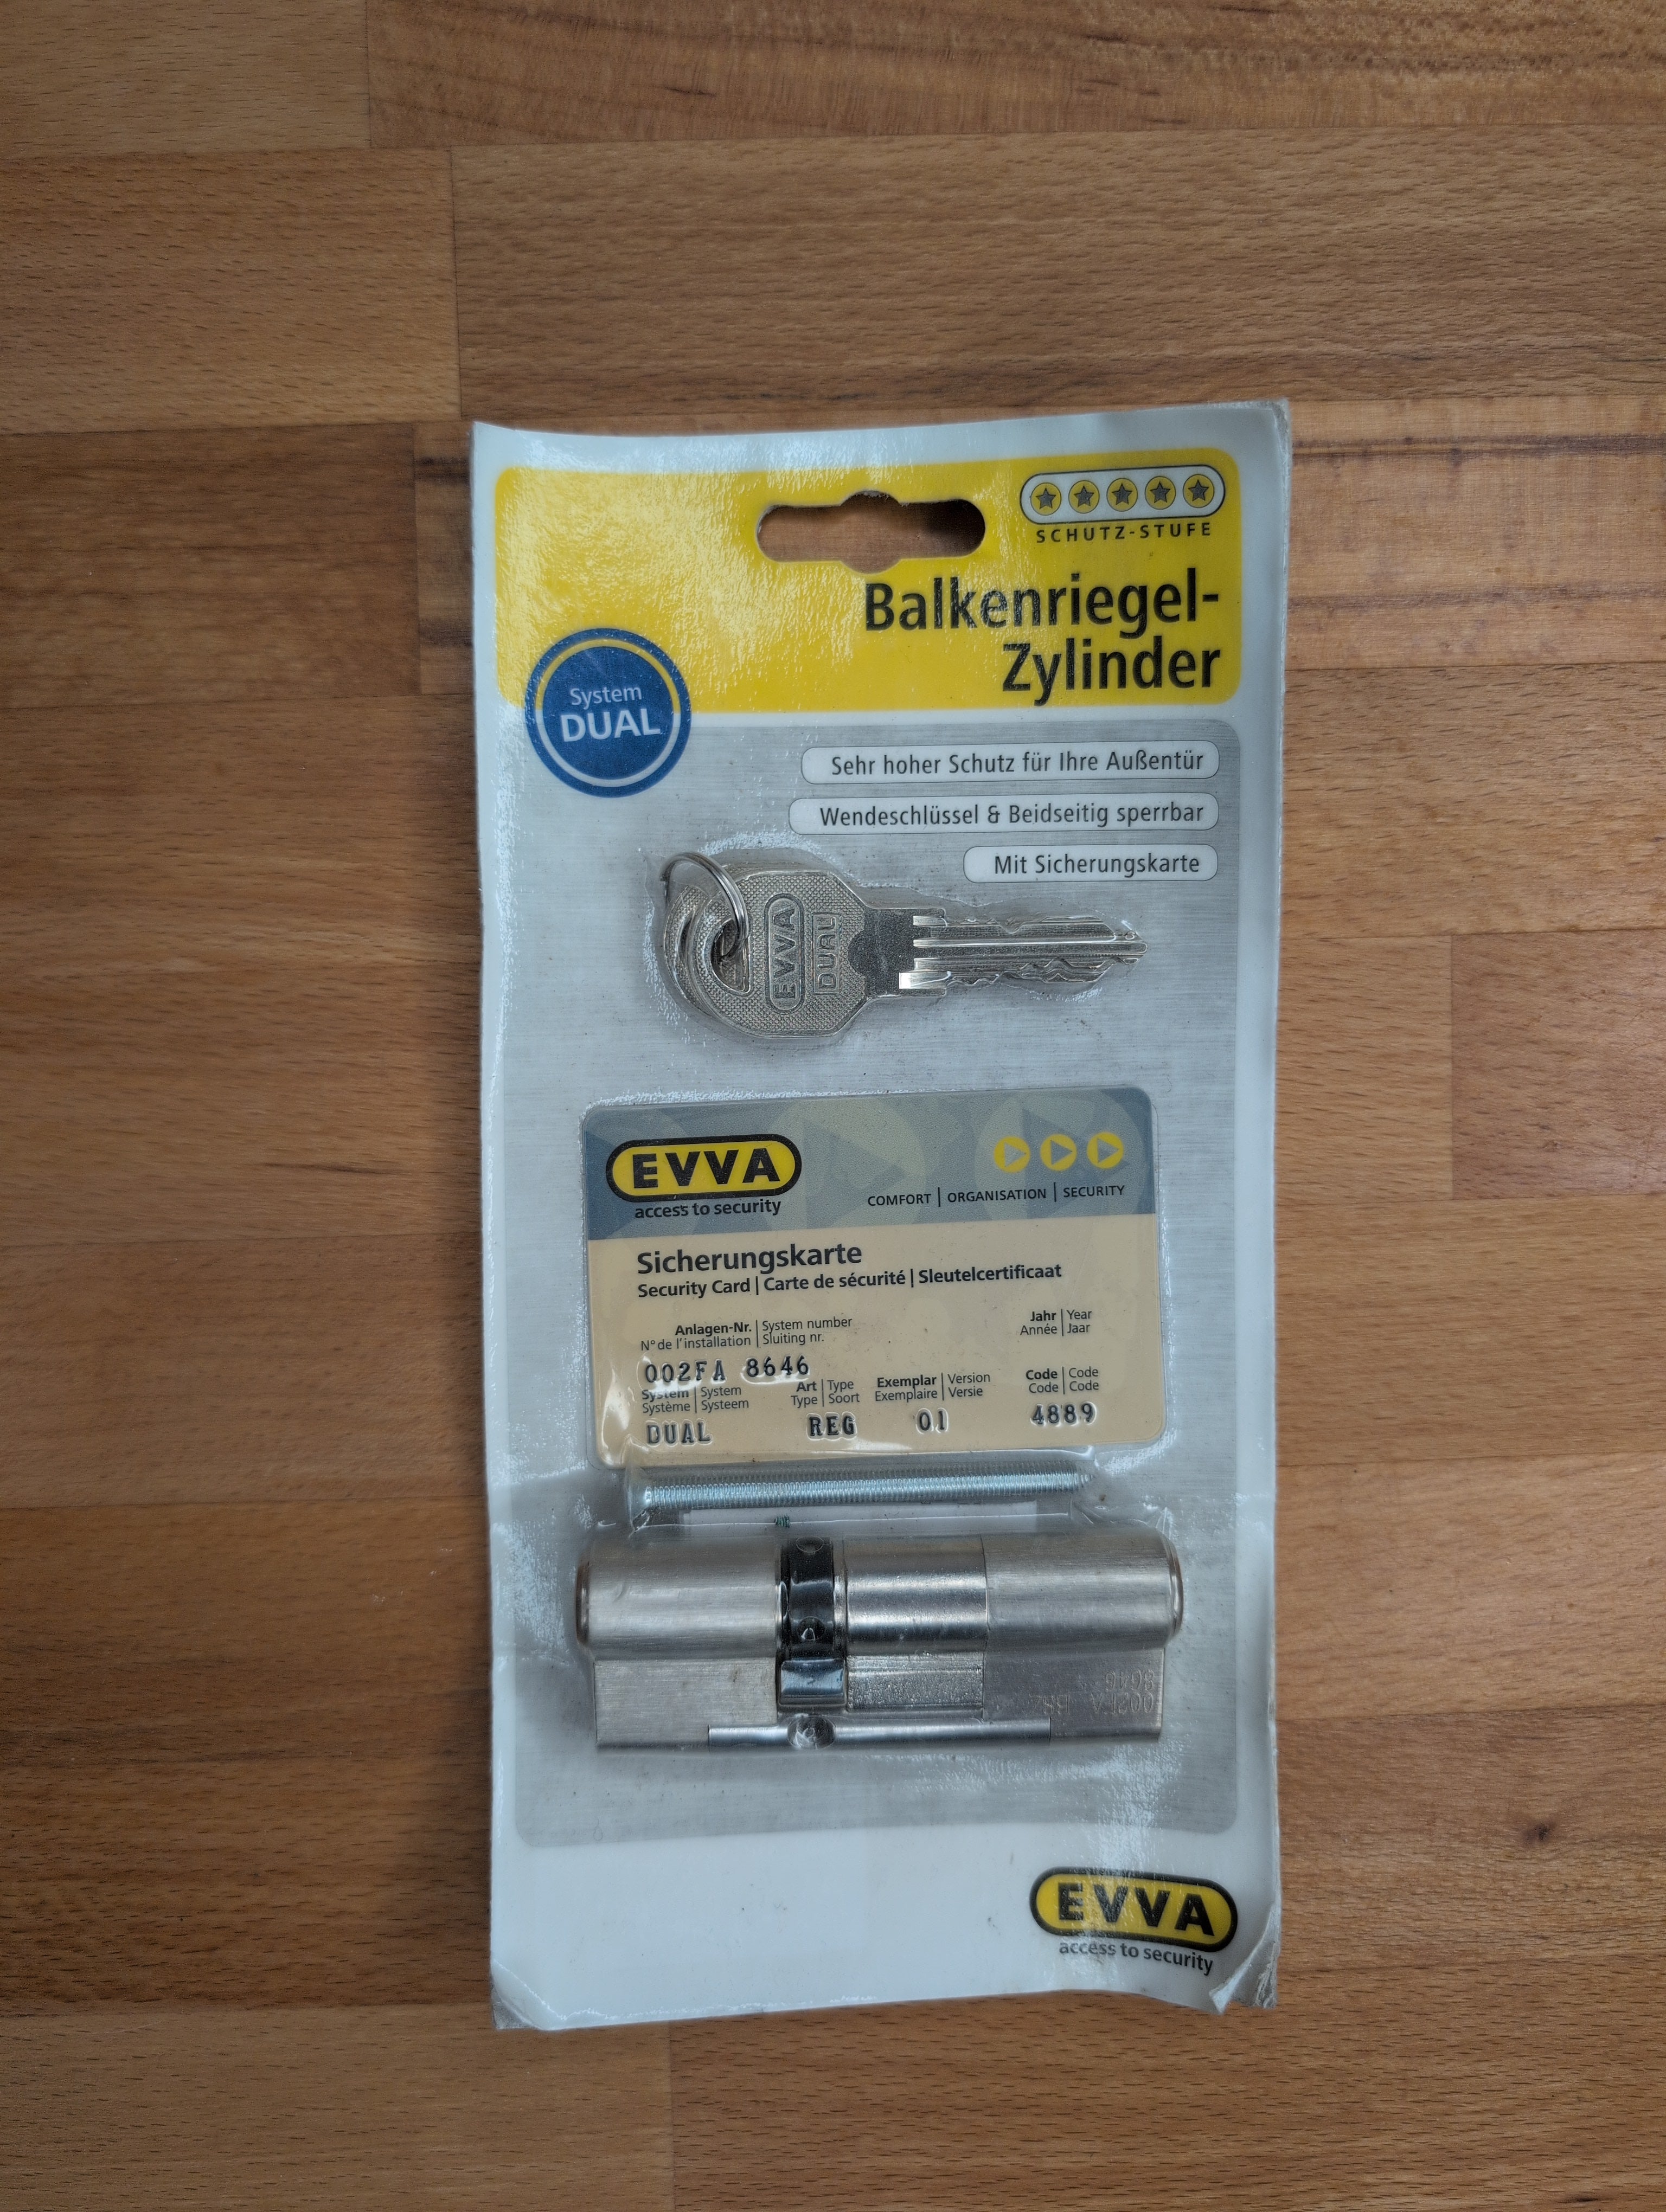 SCHUTZ-STUFE
Balkenriegel-
Zylinder
System
DUAL
Sehr hoher Schutz für Ihre Außentür
Wendeschlüssel & Beidseitig sperrbar
Mit Sicherungskarte
EVVA
DUAL
EVVA
access to security
COMFORT | ORGANISATION | SECURITY
Sicherungskarte
Security Card | Carte de sécurité | Sleutelcertificaat
Anlagen-Nr. | System number
N° de l'installation | Sluiting nr.
Jahr | Year
Année | Jaar
002FA 8646
System | System
Système | Systeem
Art | Type
Type | Soort
Exemplar | Version
Exemplaire | Versie
Code | Code
Code | Code
DUAL
REG
01
4889
002FA BSZ
8646
EVVA
access to security